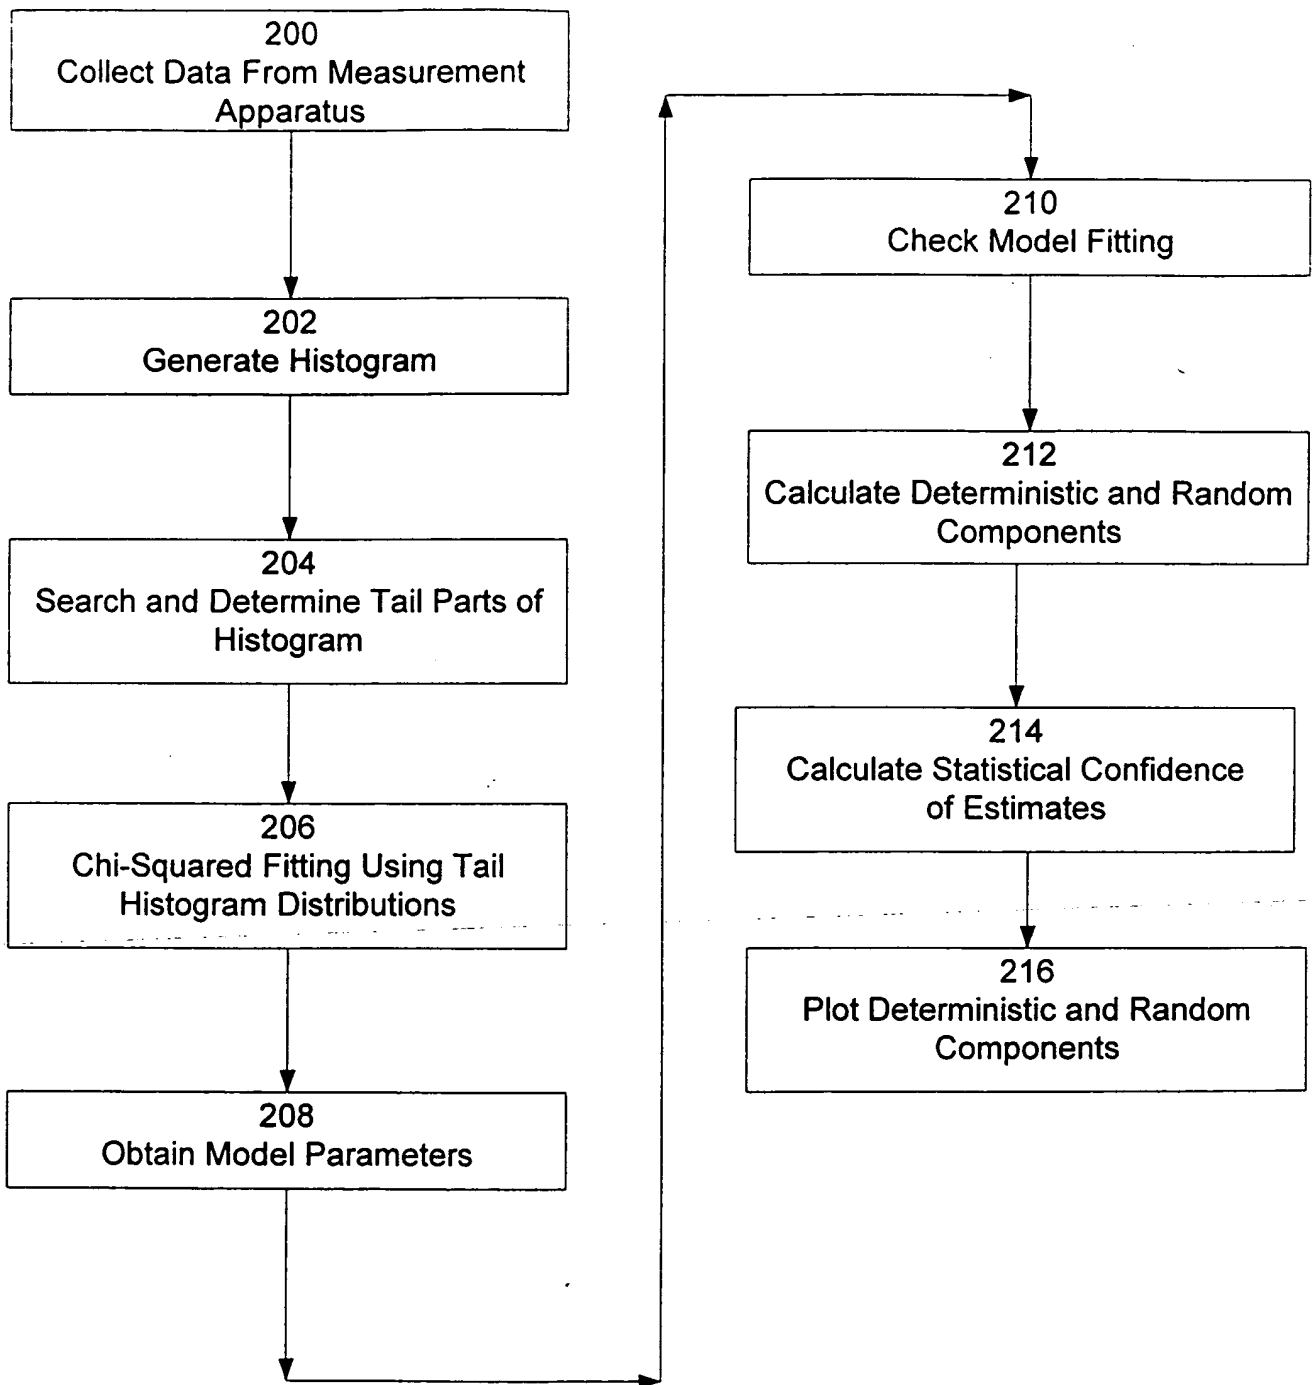 200
Collect Data From Measurement
Apparatus
202
Generate Histogram
204
Search and Determine Tail Parts of
Histogram
206
Chi-Squared Fitting Using Tail
Histogram Distributions
208
Obtain Model Parameters
210
Check Model Fitting
212
Calculate Deterministic and Random
Components
214
Calculate Statistical Confidence
of Estimates
216
Plot Deterministic and Random
Components